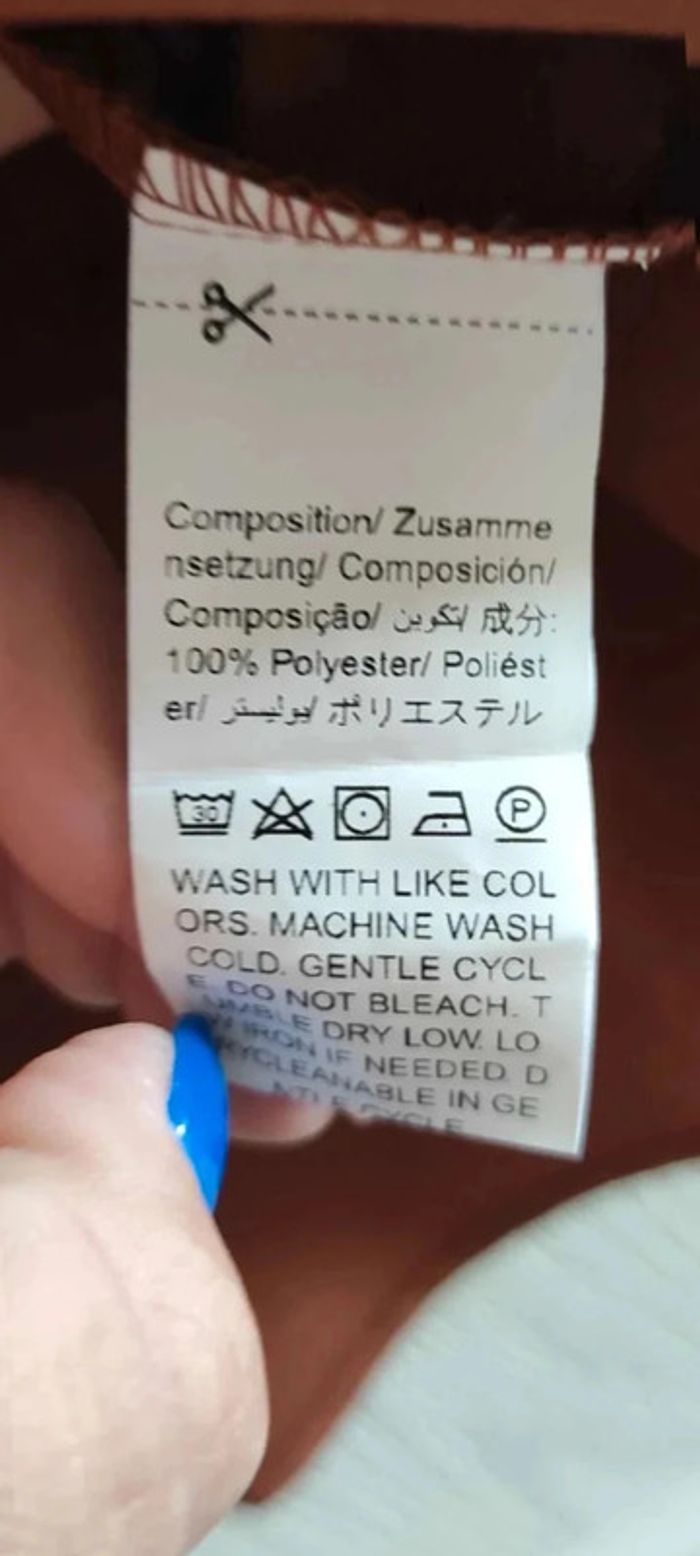 Composition/ Zusamme
nsetzung/ Composición/
Composição/ تكوين/ 成分:
100% Polyester/ Poliést
er/ بوليستر/ ポリエステル
30 P
WASH WITH LIKE COL
ORS. MACHINE WASH
COLD. GENTLE CYCL
E. DO NOT BLEACH. T
UMBLE DRY LOW. LO
W IRON IF NEEDED. D
RYCLEANABLE IN GE
NTLE CYCLE